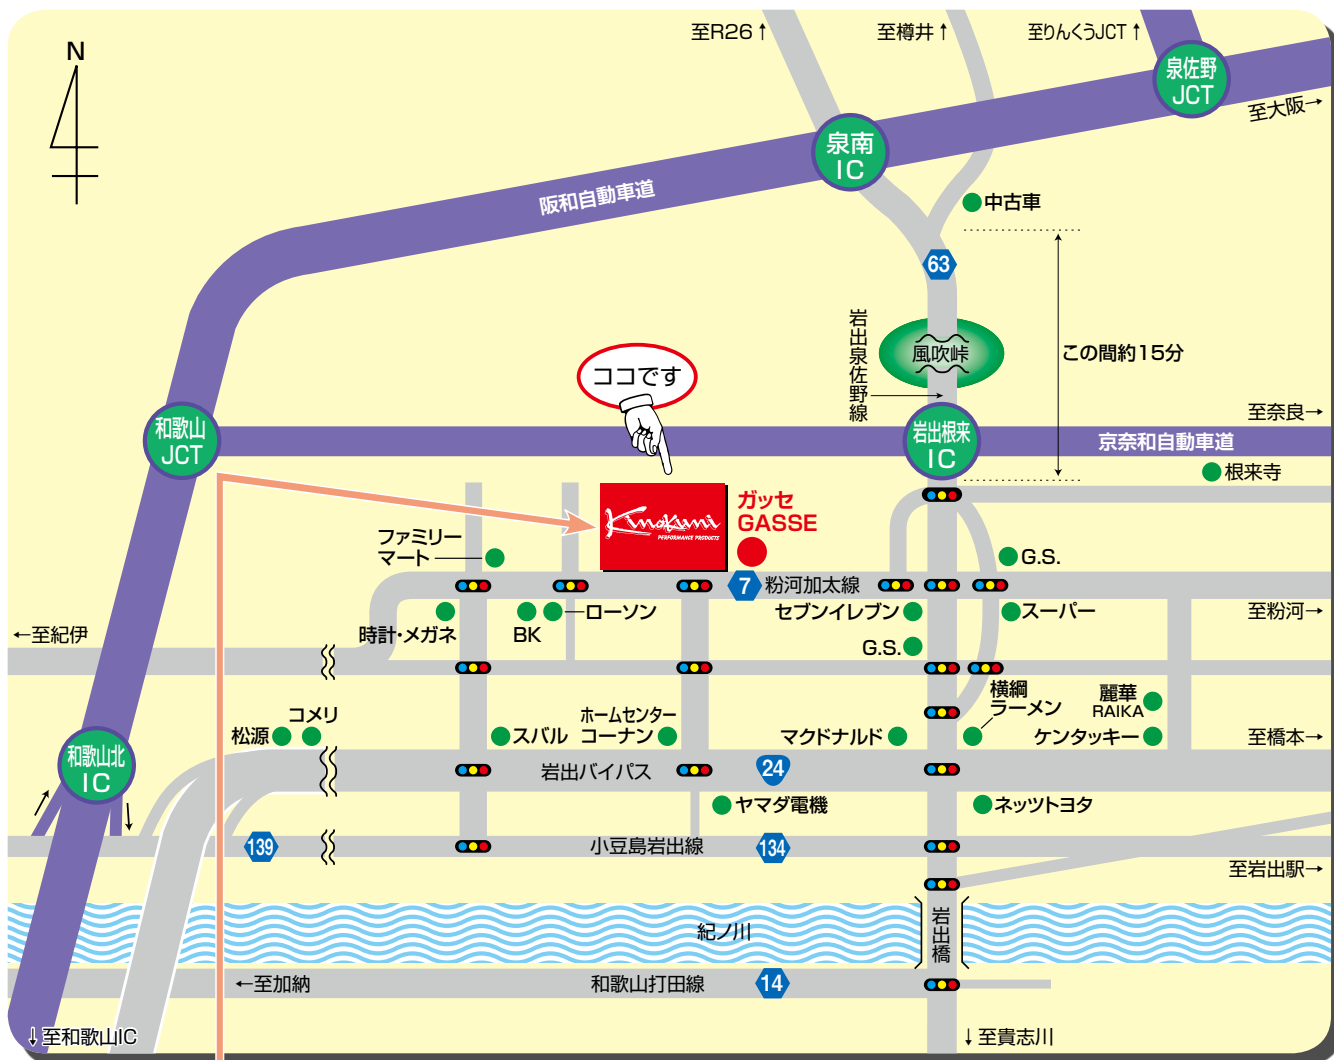 至R26↑
至樽井↑
至りんくうJCT↑
N
泉佐野
JCT
至大阪→
泉南
IC
阪和自動車道
中古車
63
岩出泉佐野線
風吹峠
この間約15分
ココです
至奈良→
和歌山
JCT
岩出根来
IC
京奈和自動車道
根来寺
Kinokuni
PERFORMANCE PRODUCTS
ガッセ
GASSE
ファミリー
マート
G.S.
7
粉河加太線
時計・メガネ
BK
ローソン
セブンイレブン
スーパー
至粉河→
←至紀伊
G.S.
横綱
ラーメン
麗華
RAIKA
松源
コメリ
スバル
ホームセンター
コーナン
マクドナルド
ケンタッキー
至橋本→
和歌山北
IC
岩出バイパス
24
ヤマダ電機
ネッツトヨタ
139
小豆島岩出線
134
至岩出駅→
紀ノ川
岩出橋
←至加納
和歌山打田線
14
↓至和歌山IC
↓至貴志川